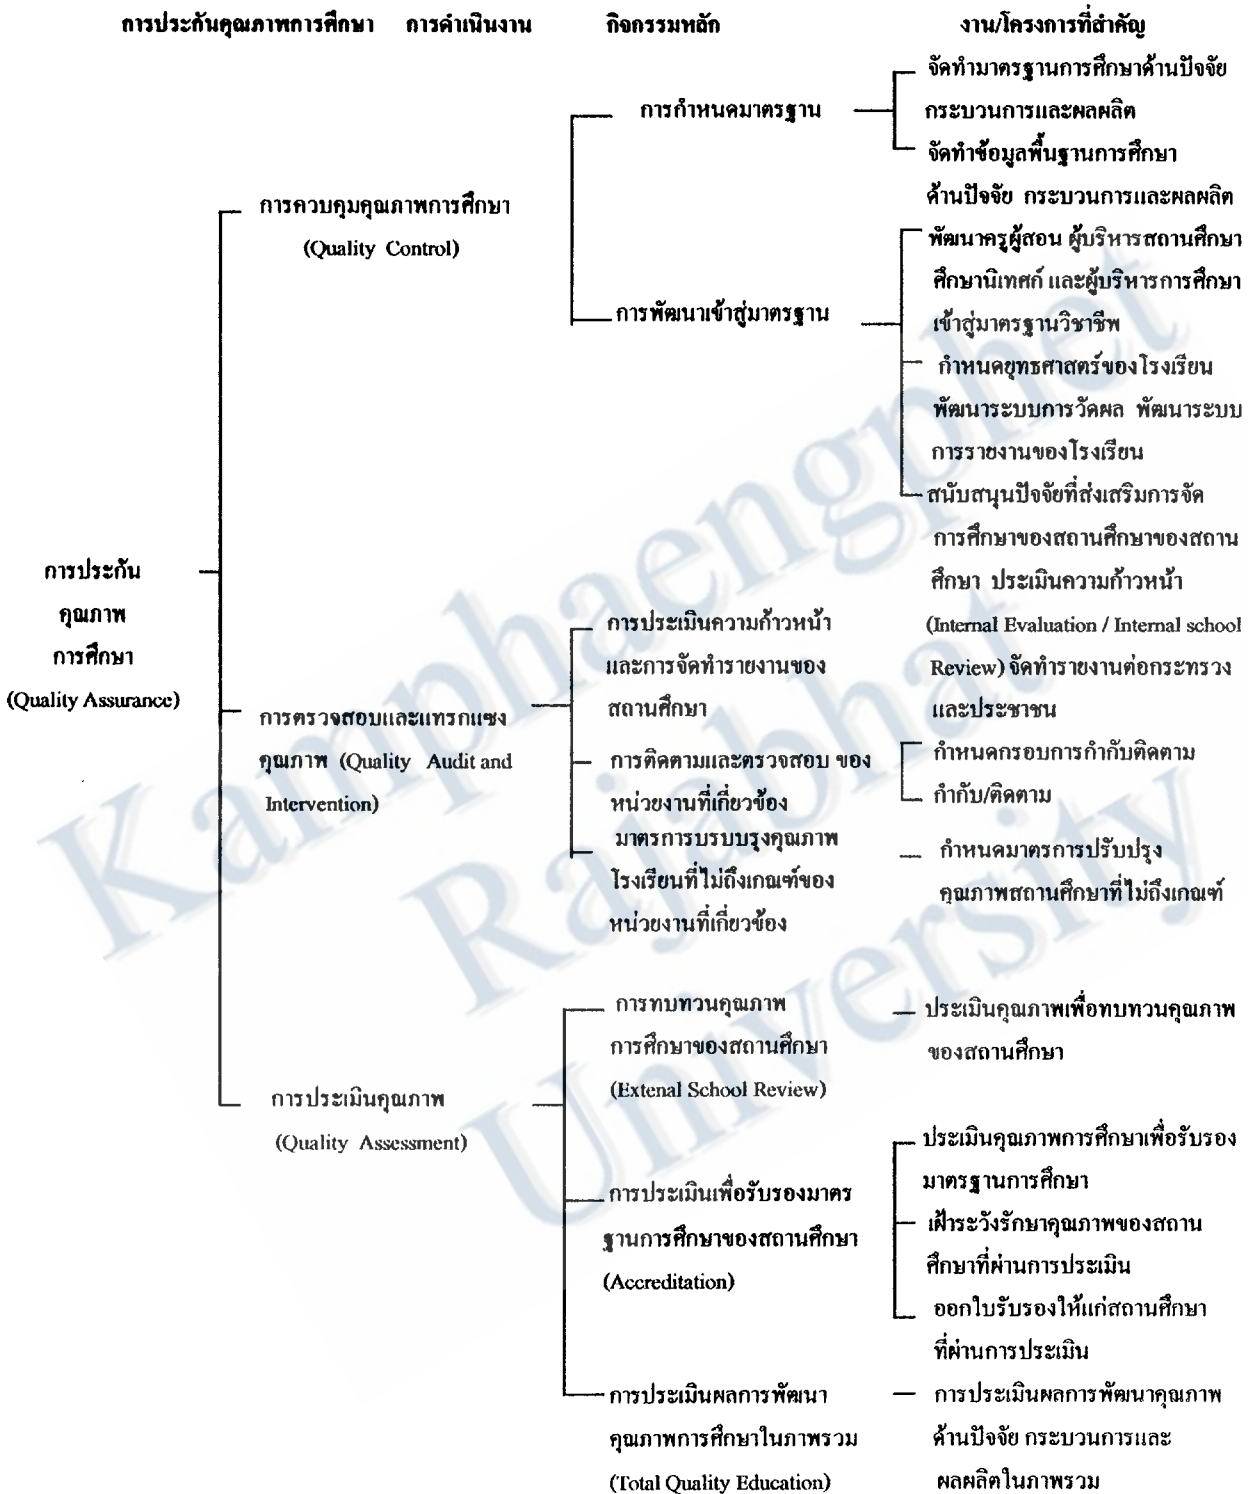 การประกันคุณภาพการศึกษา การดำเนินงาน กิจกรรมหลัก งาน/โครงการที่สำคัญ
การประกัน
คุณภาพ
การศึกษา
(Quality Assurance)
การควบคุมคุณภาพการศึกษา
(Quality Control)
การกำหนดมาตรฐาน
จัดทำมาตรฐานการศึกษาด้านปัจจัย
กระบวนการและผลผลิต
จัดทำข้อมูลพื้นฐานการศึกษา
ด้านปัจจัย กระบวนการและผลผลิต
การพัฒนาเข้าสู่มาตรฐาน
พัฒนาครูผู้สอน ผู้บริหารสถานศึกษา
ศึกษานิเทศก์ และผู้บริหารการศึกษา
เข้าสู่มาตรฐานวิชาชีพ
กำหนดยุทธศาสตร์ของโรงเรียน
พัฒนาระบบการวัดผล พัฒนาระบบ
การรายงานของโรงเรียน
สนับสนุนปัจจัยที่ส่งเสริมการจัด
การศึกษาของสถานศึกษาของสถาน
ศึกษา ประเมินความก้าวหน้า
(Internal Evaluation / Internal school
Review) จัดทำรายงานต่อกระทรวง
และประชาชน
การตรวจสอบและแทรกแซง
คุณภาพ (Quality Audit and
Intervention)
การประเมินความก้าวหน้า
และการจัดทำรายงานของ
สถานศึกษา
การติดตามและตรวจสอบ ของ
หน่วยงานที่เกี่ยวข้อง
กำหนดกรอบการกำกับติดตาม
กำกับ/ติดตาม
มาตรการบรบบรุงคุณภาพ
โรงเรียนที่ไม่ถึงเกณฑ์ของ
หน่วยงานที่เกี่ยวข้อง
กำหนดมาตรการปรับปรุง
คุณภาพสถานศึกษาที่ไม่ถึงเกณฑ์
การประเมินคุณภาพ
(Quality Assessment)
การทบทวนคุณภาพ
การศึกษาของสถานศึกษา
(Extenal School Review)
ประเมินคุณภาพเพื่อทบทวนคุณภาพ
ของสถานศึกษา
การประเมินเพื่อรับรองมาตร
ฐานการศึกษาของสถานศึกษา
(Accreditation)
ประเมินคุณภาพการศึกษาเพื่อรับรอง
มาตรฐานการศึกษา
เฝ้าระวังรักษาคุณภาพของสถาน
ศึกษาที่ผ่านการประเมิน
ออกใบรับรองให้แก่สถานศึกษา
ที่ผ่านการประเมิน
การประเมินผลการพัฒนา
คุณภาพการศึกษาในภาพรวม
(Total Quality Education)
การประเมินผลการพัฒนาคุณภาพ
ด้านปัจจัย กระบวนการและ
ผลผลิตในภาพรวม
Kamphaengphet
Rajabhat
University